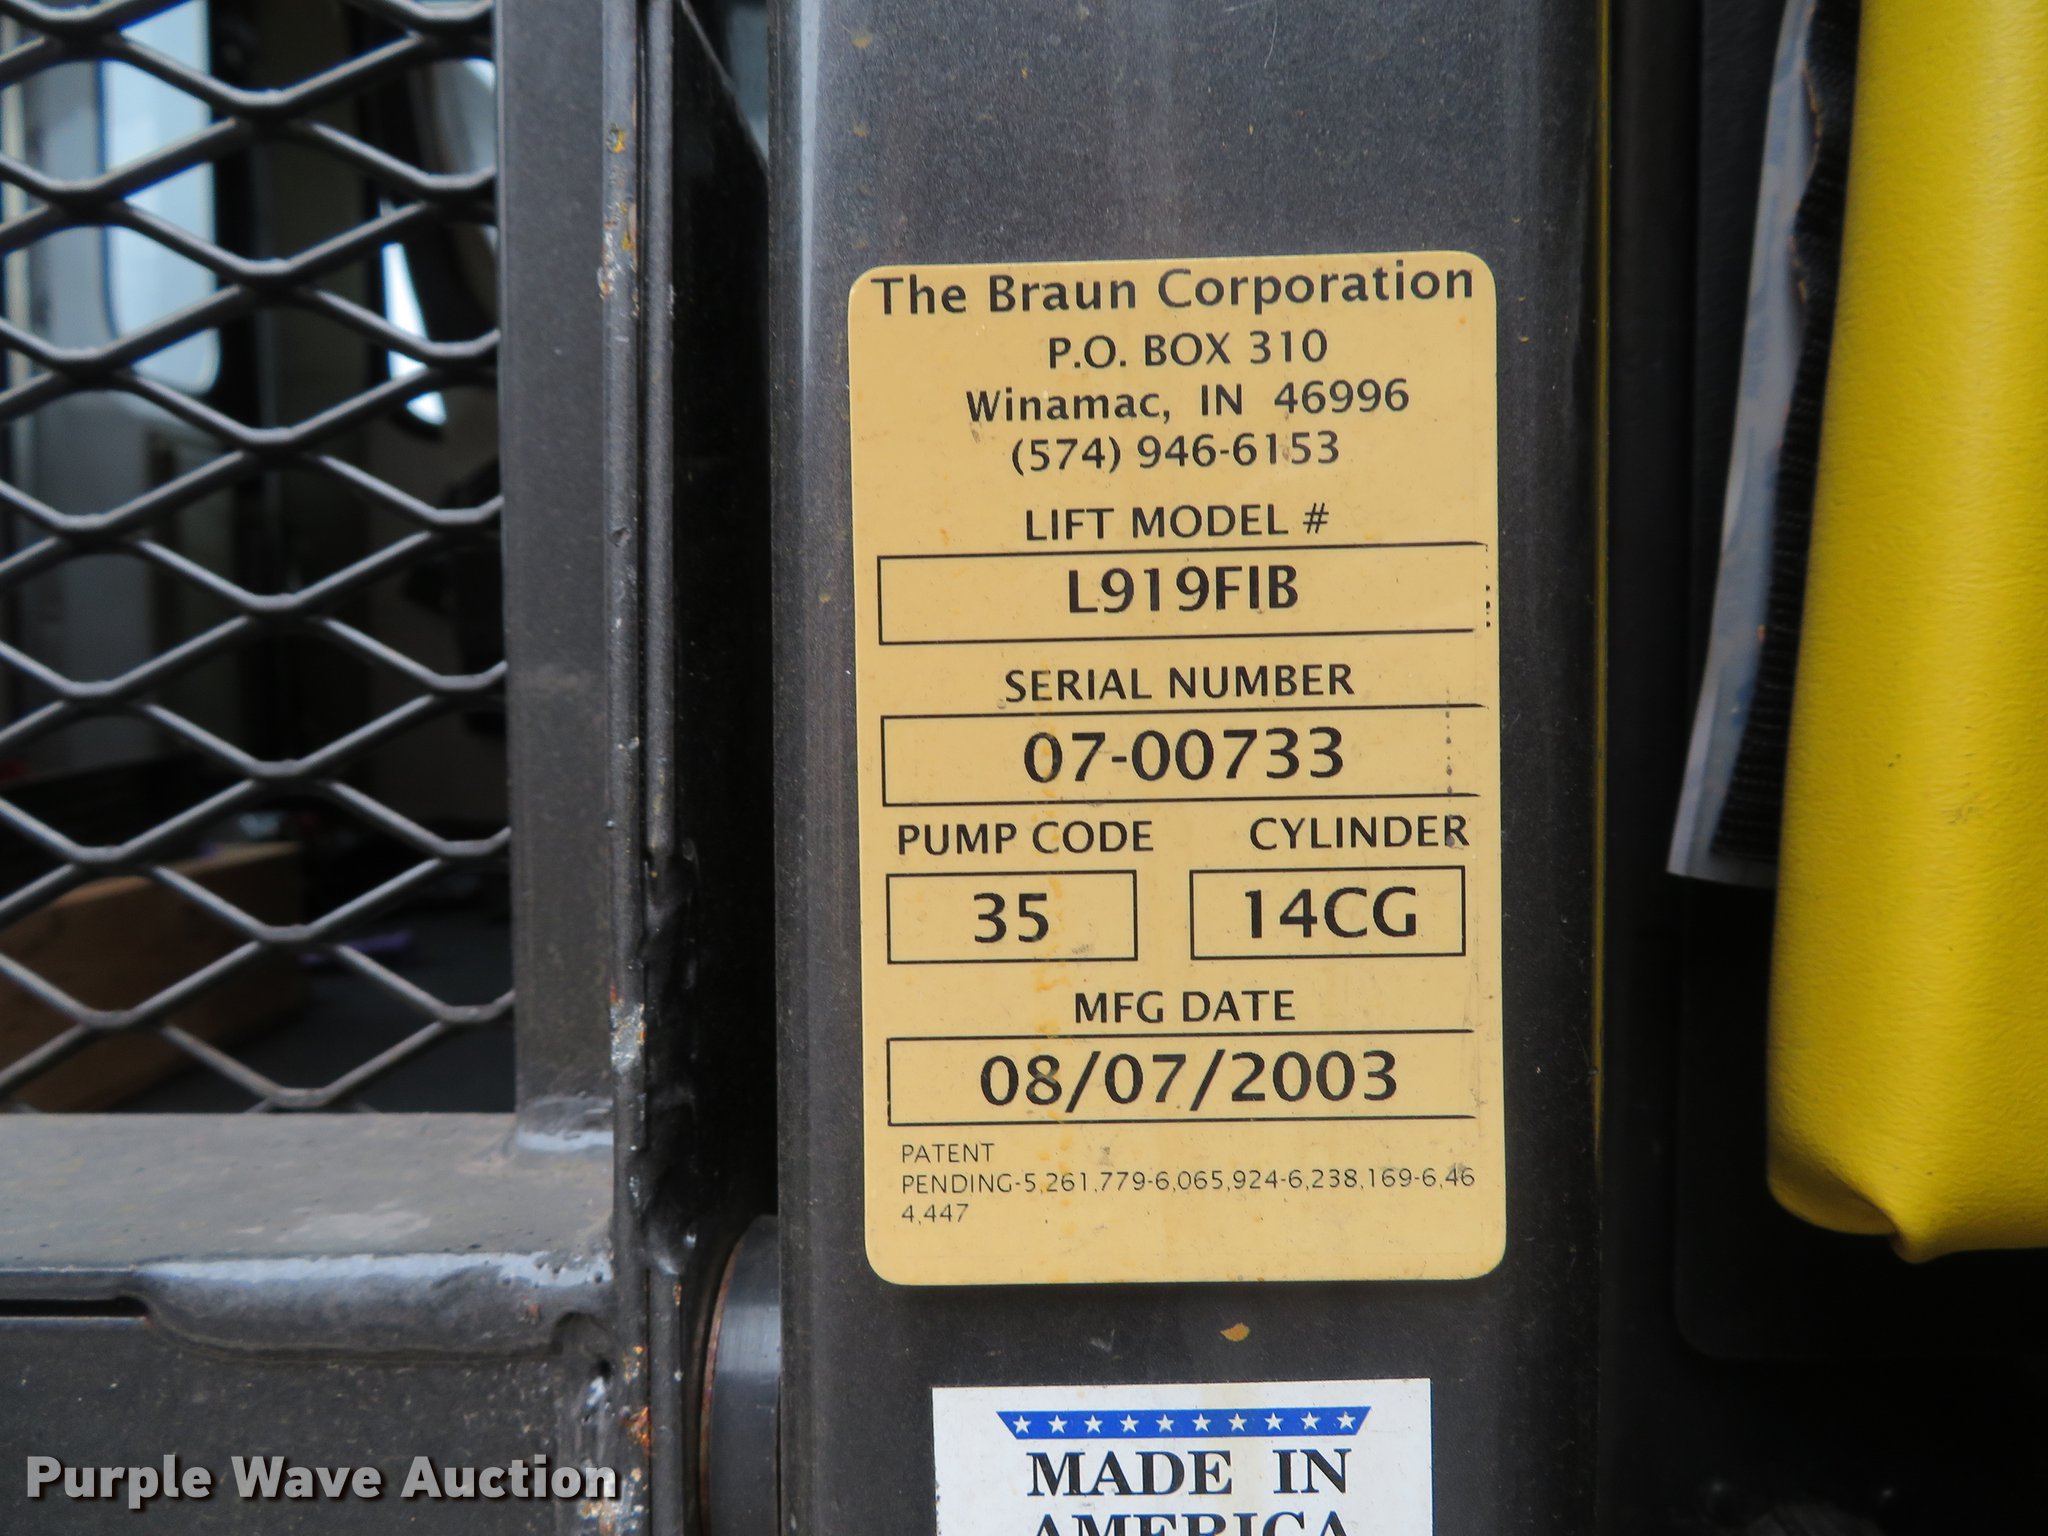 The Braun Corporation
P.O. BOX 310
Winamac, IN 46996
(574) 946-6153
LIFT MODEL #
L919FIB
SERIAL NUMBER
07-00733
PUMP CODE CYLINDER
35 14CG
MFG DATE
08/07/2003
PATENT
PENDING-5,261,779-6,065,924-6,238,169-6,46
4,447
MADE IN
AMERICA
Purple Wave Auction